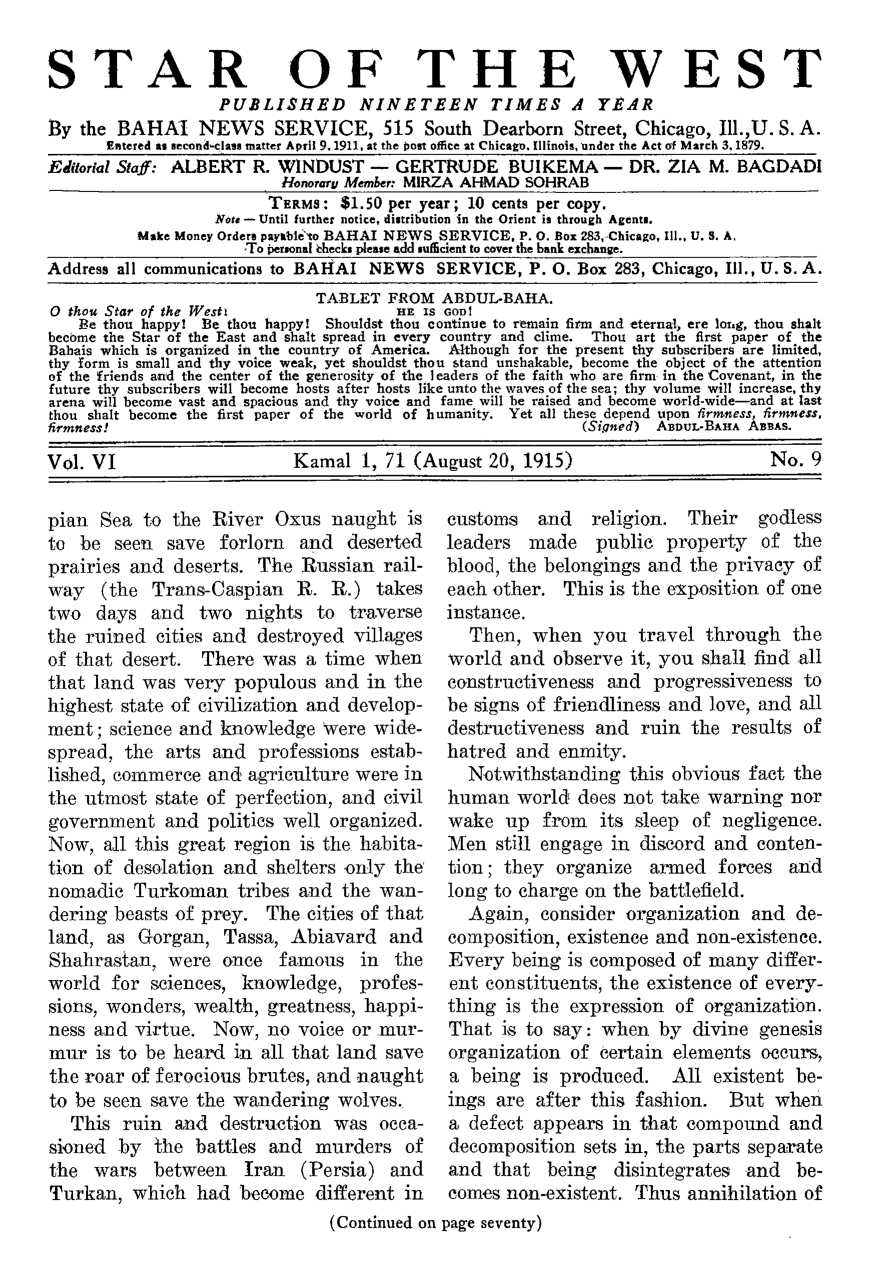 STAR OF THE WEST
PUBLISHED NINETEEN TIMES A YEAR
By the BAHAI NEWS SERVICE, 515 South Dearborn Street, Chicago, Ill., U. S. A.
Entered as second-class matter April 9, 1911, at the post office at Chicago, Illinois, under the Act of March 3, 1879.
Editorial Staff: ALBERT R. WINDUST — GERTRUDE BUIKEMA — DR. ZIA M. BAGDADI
Honorary Member: MIRZA AHMAD SOHRAB
TERMS: $1.50 per year; 10 cents per copy.
Note — Until further notice, distribution in the Orient is through Agents.
Make Money Orders payable to BAHAI NEWS SERVICE, P. O. Box 283, Chicago, Ill., U. S. A.
To personal checks please add sufficient to cover the bank exchange.
Address all communications to BAHAI NEWS SERVICE, P. O. Box 283, Chicago, Ill., U. S. A.
TABLET FROM ABDUL-BAHA.
O thou Star of the West! HE IS GOD!
Be thou happy! Be thou happy! Shouldst thou continue to remain firm and eternal, ere long, thou shalt
become the Star of the East and shalt spread in every country and clime. Thou art the first paper of the
Bahais which is organized in the country of America. Although for the present thy subscribers are limited,
thy form is small and thy voice weak, yet shouldst thou stand unshakable, become the object of the attention
of the friends and the center of the generosity of the leaders of the faith who are firm in the Covenant, in the
future thy subscribers will become hosts after hosts like unto the waves of the sea; thy volume will increase, thy
arena will become vast and spacious and thy voice and fame will be raised and become world-wide—and at last
thou shalt become the first paper of the world of humanity. Yet all these depend upon firmness, firmness,
firmness! (Signed) ABDUL-BAHA ABBAS.
Vol. VI Kamal 1, 71 (August 20, 1915) No. 9
pian Sea to the River Oxus naught is
to be seen save forlorn and deserted
prairies and deserts. The Russian rail-
way (the Trans-Caspian R. R.) takes
two days and two nights to traverse
the ruined cities and destroyed villages
of that desert. There was a time when
that land was very populous and in the
highest state of civilization and develop-
ment; science and knowledge were wide-
spread, the arts and professions estab-
lished, commerce and agriculture were in
the utmost state of perfection, and civil
government and politics well organized.
Now, all this great region is the habita-
tion of desolation and shelters only the
nomadic Turkoman tribes and the wan-
dering beasts of prey. The cities of that
land, as Gorgan, Tassa, Abiavard and
Shahrastan, were once famous in the
world for sciences, knowledge, profes-
sions, wonders, wealth, greatness, happi-
ness and virtue. Now, no voice or mur-
mur is to be heard in all that land save
the roar of ferocious brutes, and naught
to be seen save the wandering wolves.
This ruin and destruction was occa-
sioned by the battles and murders of
the wars between Iran (Persia) and
Turkan, which had become different in
customs and religion. Their godless
leaders made public property of the
blood, the belongings and the privacy of
each other. This is the exposition of one
instance.
Then, when you travel through the
world and observe it, you shall find all
constructiveness and progressiveness to
be signs of friendliness and love, and all
destructiveness and ruin the results of
hatred and enmity.
Notwithstanding this obvious fact the
human world does not take warning nor
wake up from its sleep of negligence.
Men still engage in discord and conten-
tion; they organize armed forces and
long to charge on the battlefield.
Again, consider organization and de-
composition, existence and non-existence.
Every being is composed of many differ-
ent constituents, the existence of every-
thing is the expression of organization.
That is to say: when by divine genesis
organization of certain elements occurs,
a being is produced. All existent be-
ings are after this fashion. But when
a defect appears in that compound and
decomposition sets in, the parts separate
and that being disintegrates and be-
comes non-existent. Thus annihilation of
(Continued on page seventy)